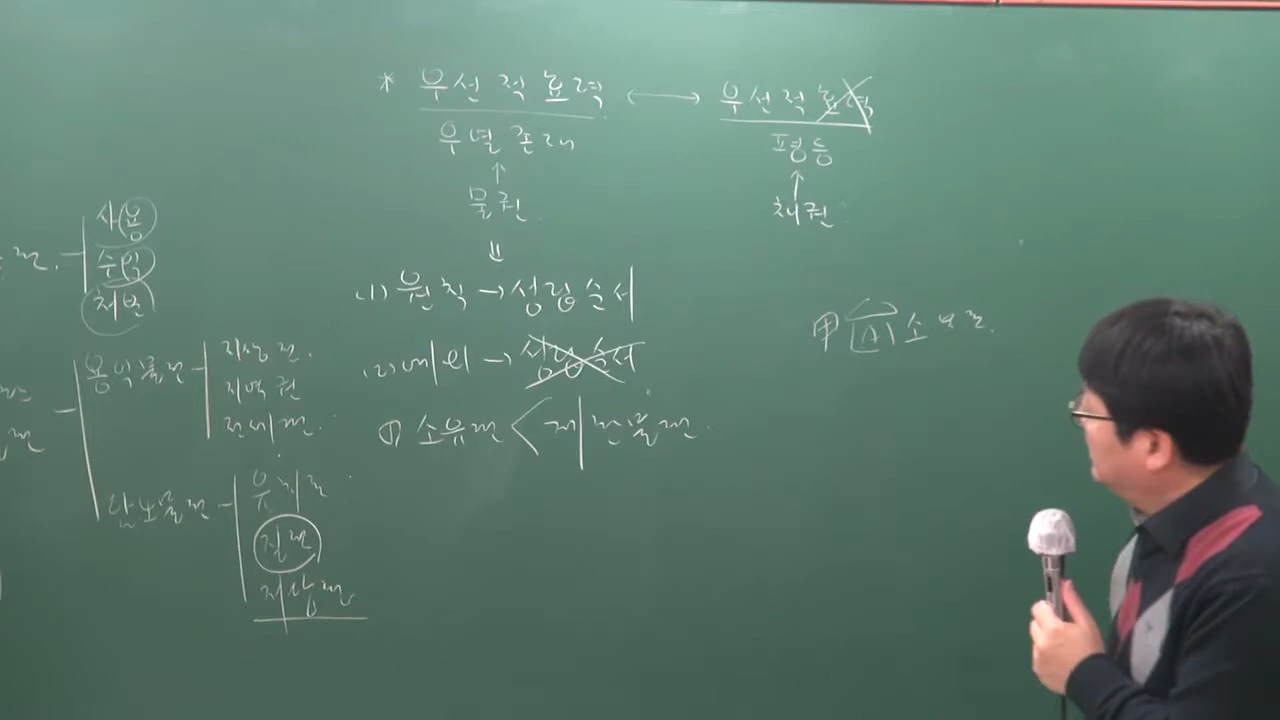 * 우선적 효력 ↔ 우선적 효력
우열 존재
평등
↑
↑
물권
채권
⇓
(1) 원칙 → 성립순서
(2) 예외 → 성립순서
① 소유권 < 제한물권
甲 A 소유권
사용
수익
처분
용익물권
지상권
지역권
전세권
담보물권
유치권
질권
저당권